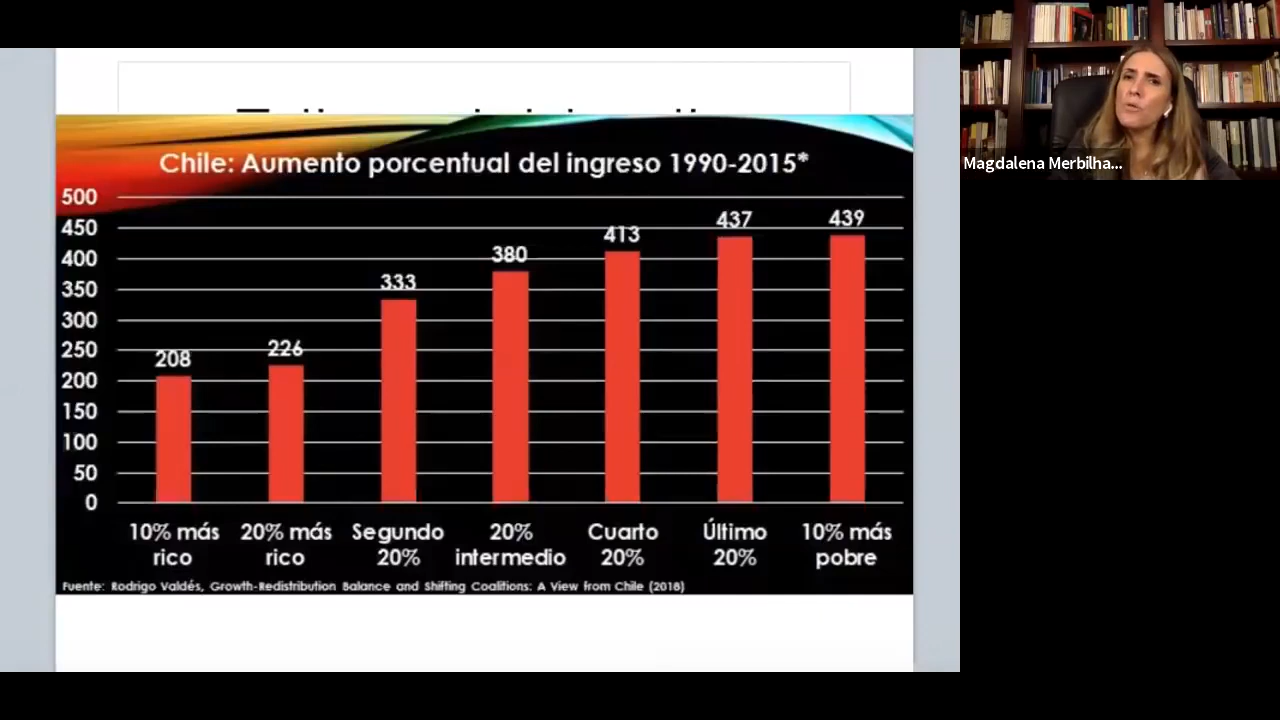 Chile: Aumento porcentual del ingreso 1990-2015*
500
450
400
350
300
250
200
150
100
50
0
208
226
333
380
413
437
439
10% más
rico
20% más
rico
Segundo
20%
20%
intermedio
Cuarto
20%
Último
20%
10% más
pobre
Fuente: Rodrigo Valdés, Growth-Redistribution Balance and Shifting Coalitions: A View from Chile (2018)
Magdalena Merbilha...